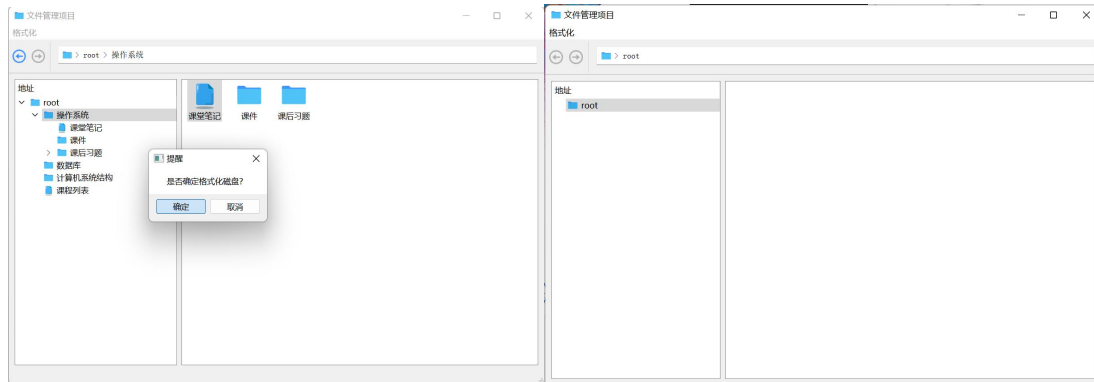 文件管理项目
格式化
> root > 操作系统
地址
root
操作系统
课堂笔记
课件
课后习题
数据库
计算机系统结构
课程列表
课堂笔记 课件 课后习题
提醒
是否确定格式化磁盘?
确定 取消
文件管理项目
格式化
> root
地址
root